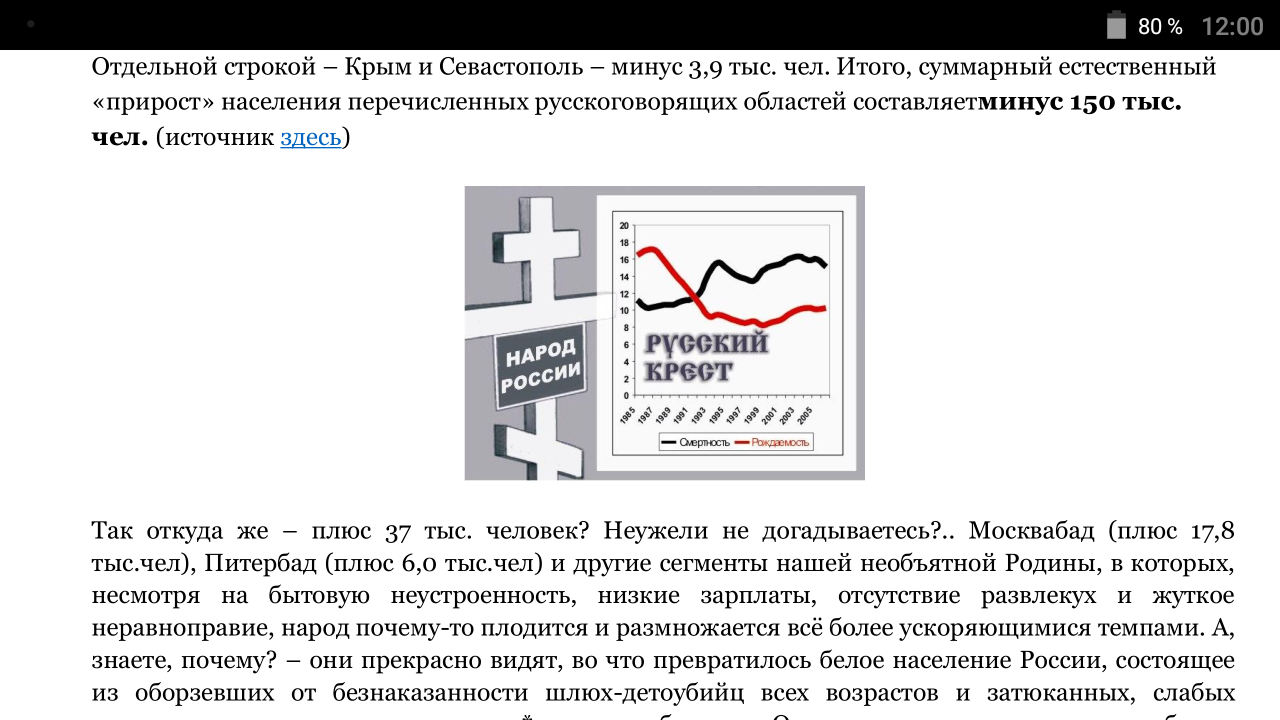 80 % 12:00
Отдельной строкой – Крым и Севастополь – минус 3,9 тыс. чел. Итого, суммарный естественный
«прирост» населения перечисленных русскоговорящих областей составляетминус 150 тыс.
чел. (источник здесь)
НАРОД
РОССИИ
20
18
16
14
12
10
8
6
4
2
0
РУССКИЙ
КРЕСТ
1985 1987 1989 1991 1993 1995 1997 1999 2001 2003 2005
Смертность Рождаемость
Так откуда же – плюс 37 тыс. человек? Неужели не догадываетесь?.. Москвабад (плюс 17,8
тыс.чел), Питербад (плюс 6,0 тыс.чел) и другие сегменты нашей необъятной Родины, в которых,
несмотря на бытовую неустроенность, низкие зарплаты, отсутствие развлекух и жуткое
неравноправие, народ почему-то плодится и размножается всё более ускоряющимися темпами. А,
знаете, почему? – они прекрасно видят, во что превратилось белое население России, состоящее
из оборзевших от безнаказанности шлюх-детоубийц всех возрастов и затюканных, слабых